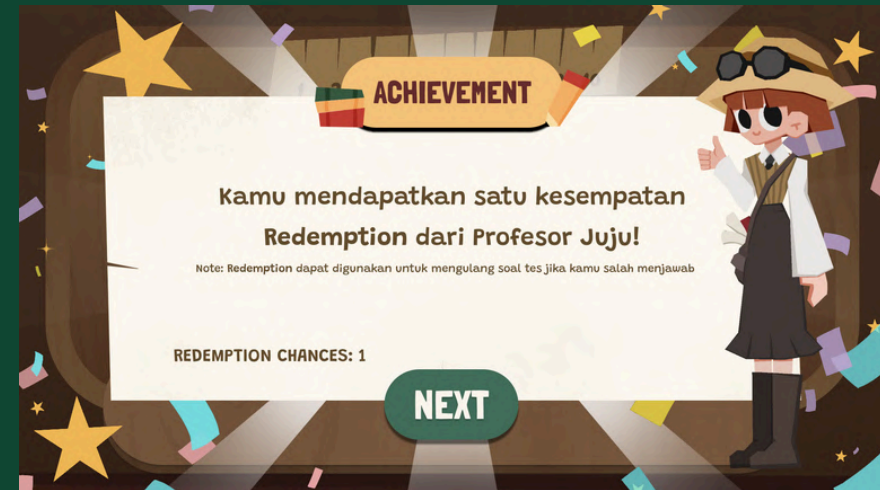 ACHIEVEMENT
Kamu mendapatkan satu kesempatan
Redemption dari Profesor Juju!
Note: Redemption dapat digunakan untuk mengulang soal tes jika kamu salah menjawab
REDEMPTION CHANCES: 1
NEXT